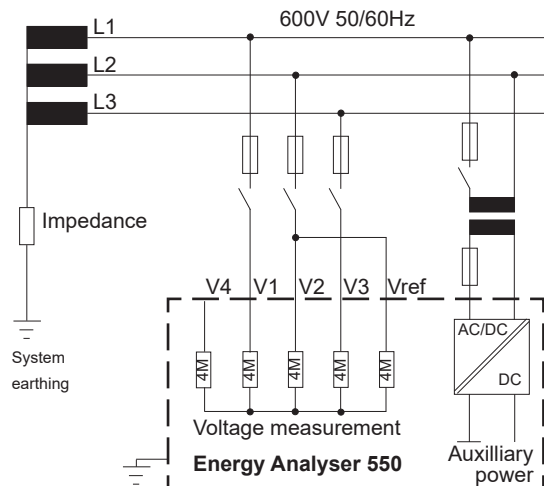 L1
600V 50/60Hz
L2
L3
Impedance
V4 V1 V2 V3 Vref
System
earthing
4M 4M 4M 4M 4M
AC/DC
DC
Voltage measurement
Energy Analyser 550
Auxilliary
power